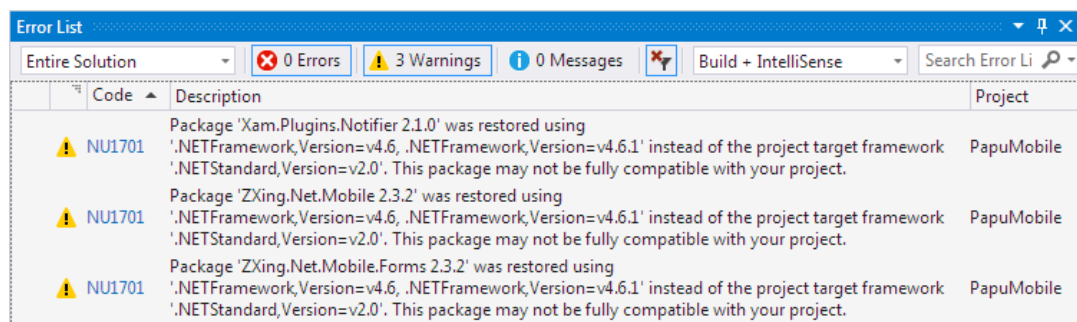 Error List
Entire Solution 0 Errors 3 Warnings 0 Messages Build + IntelliSense Search Error Li
Code Description Project
Package 'Xam.Plugins.Notifier 2.1.0' was restored using
NU1701 '.NETFramework,Version=v4.6, .NETFramework,Version=v4.6.1' instead of the project target framework PapuMobile
'.NETStandard,Version=v2.0'. This package may not be fully compatible with your project.
Package 'ZXing.Net.Mobile 2.3.2' was restored using
NU1701 '.NETFramework,Version=v4.6, .NETFramework,Version=v4.6.1' instead of the project target framework PapuMobile
'.NETStandard,Version=v2.0'. This package may not be fully compatible with your project.
Package 'ZXing.Net.Mobile.Forms 2.3.2' was restored using
NU1701 '.NETFramework,Version=v4.6, .NETFramework,Version=v4.6.1' instead of the project target framework PapuMobile
'.NETStandard,Version=v2.0'. This package may not be fully compatible with your project.